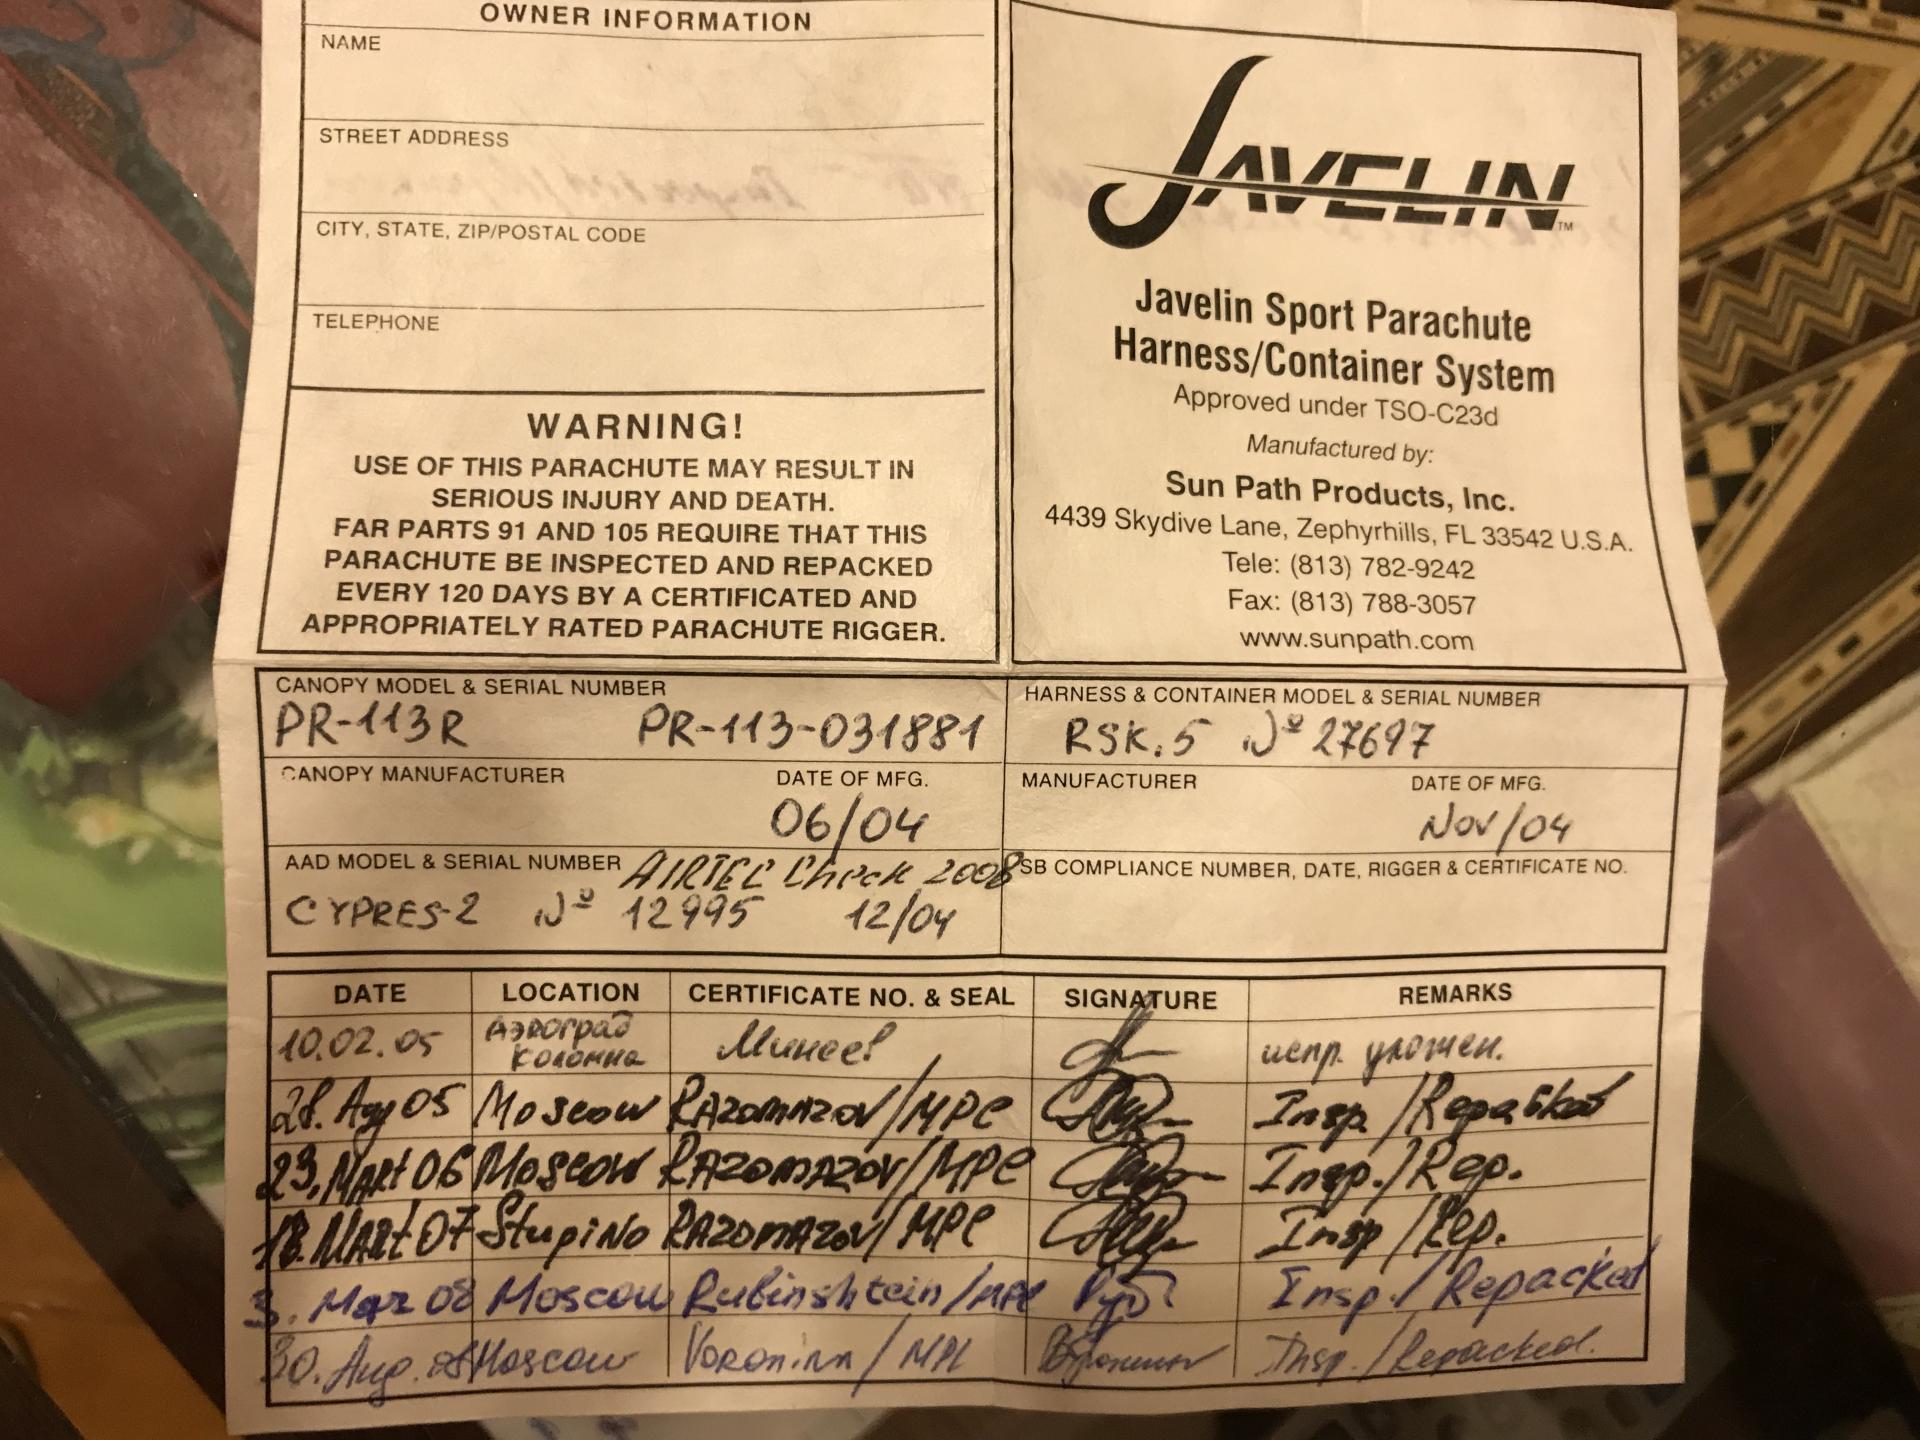 OWNER INFORMATION
NAME
STREET ADDRESS
CITY, STATE, ZIP/POSTAL CODE
TELEPHONE
WARNING!
USE OF THIS PARACHUTE MAY RESULT IN
SERIOUS INJURY AND DEATH.
FAR PARTS 91 AND 105 REQUIRE THAT THIS
PARACHUTE BE INSPECTED AND REPACKED
EVERY 120 DAYS BY A CERTIFICATED AND
APPROPRIATELY RATED PARACHUTE RIGGER.
JAVELIN™
Javelin Sport Parachute
Harness/Container System
Approved under TSO-C23d
Manufactured by:
Sun Path Products, Inc.
4439 Skydive Lane, Zephyrhills, FL 33542 U.S.A.
Tele: (813) 782-9242
Fax: (813) 788-3057
www.sunpath.com
CANOPY MODEL & SERIAL NUMBER
PR-113R PR-113-031881
HARNESS & CONTAINER MODEL & SERIAL NUMBER
RSK.5 № 27697
CANOPY MANUFACTURER DATE OF MFG.
06/04
MANUFACTURER DATE OF MFG.
Nov/04
AAD MODEL & SERIAL NUMBER AIRTEC Check 2008
CYPRES-2 № 12995 12/04
SB COMPLIANCE NUMBER, DATE, RIGGER & CERTIFICATE NO.
DATE LOCATION CERTIFICATE NO. & SEAL SIGNATURE REMARKS
10.02.05 Аэроград Коломна Минеев испр. уложен.
28. Aug 05 Moscow RAZOMAZOV/MPC Insp./Repacked
23. MARt 06 Moscow RAZOMAZOV/MPC Insp./Rep.
18. MARt 07 StupiNo RAZOMAZOV/MPC Insp/Rep.
3. Mar 08 Moscow Rubinshtein/MPC Insp./Repacked
30. Aug. 08 Moscow Voronina/MPC Insp./Repacked.